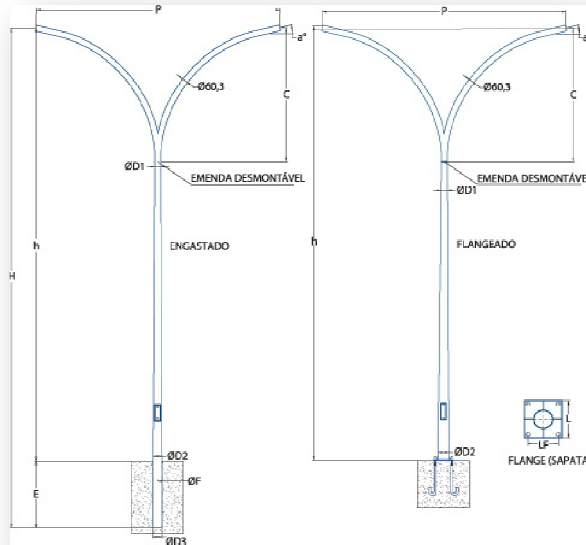 P
a°
Ø60,3
C
ØD1
EMENDA DESMONTÁVEL
ENGASTADO
h
H
E
ØD2
ØF
ØD3
P
a
Ø60,3
C
EMENDA DESMONTÁVE
ØD1
FLANGEADO
h
ØD2
L
LF
FLANGE (SAPATA